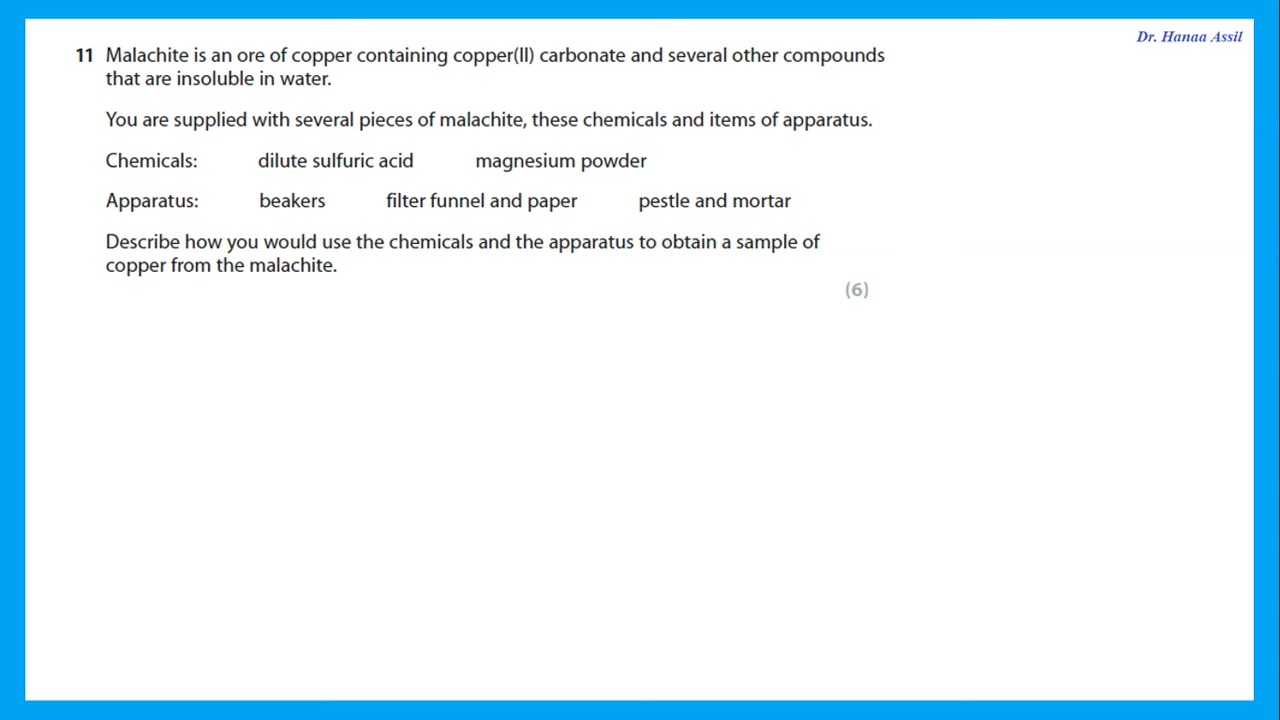 Dr. Hanaa Assil
11 Malachite is an ore of copper containing copper(II) carbonate and several other compounds
that are insoluble in water.
You are supplied with several pieces of malachite, these chemicals and items of apparatus.
Chemicals: dilute sulfuric acid magnesium powder
Apparatus: beakers filter funnel and paper pestle and mortar
Describe how you would use the chemicals and the apparatus to obtain a sample of
copper from the malachite.
(6)